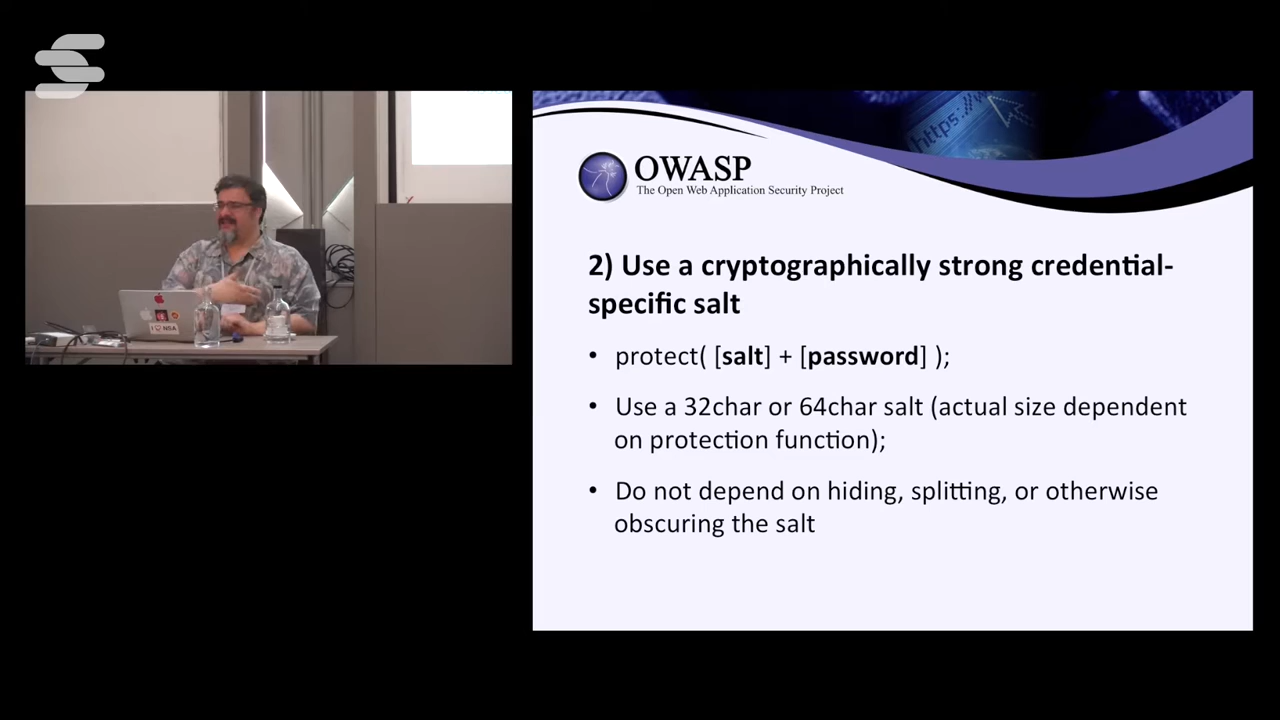 https://w
OWASP
The Open Web Application Security Project
2) Use a cryptographically strong credential-
specific salt
• protect( [salt] + [password] );
• Use a 32char or 64char salt (actual size dependent
on protection function);
• Do not depend on hiding, splitting, or otherwise
obscuring the salt
I ♡ NSA